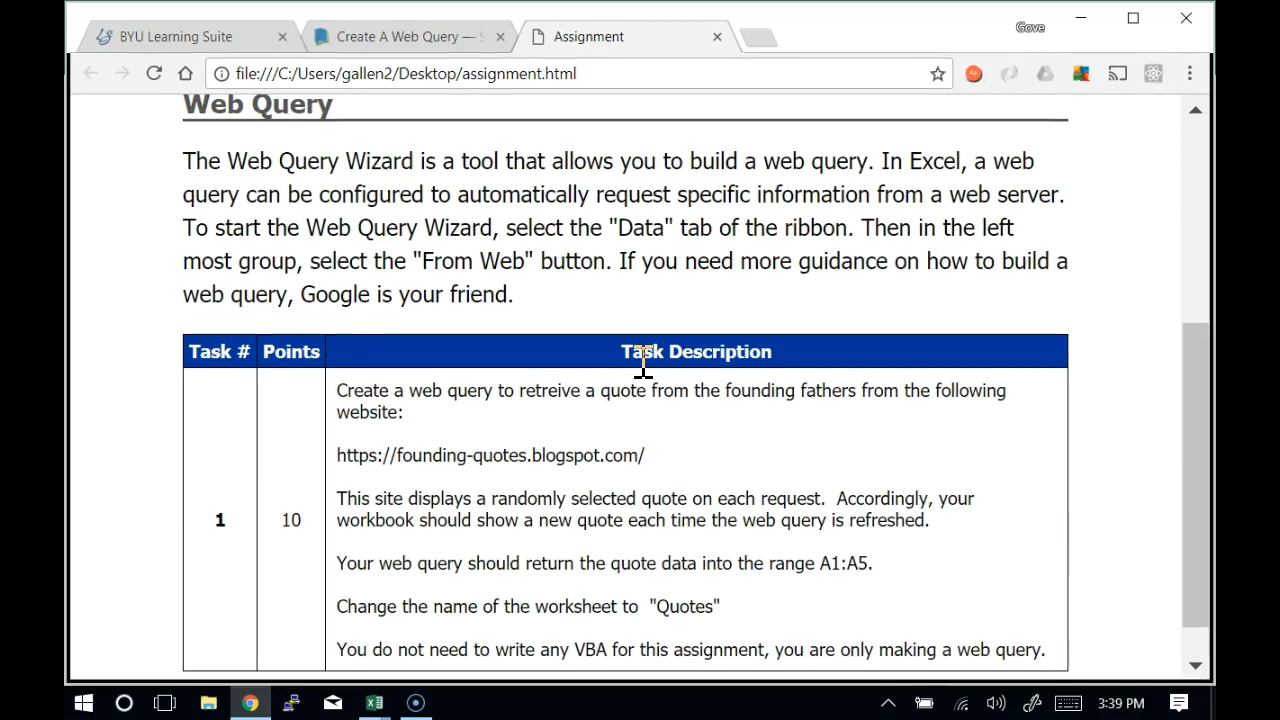 BYU Learning Suite
Create A Web Query — S
Assignment
Gove
file:///C:/Users/gallen2/Desktop/assignment.html
Web Query
The Web Query Wizard is a tool that allows you to build a web query. In Excel, a web
query can be configured to automatically request specific information from a web server.
To start the Web Query Wizard, select the "Data" tab of the ribbon. Then in the left
most group, select the "From Web" button. If you need more guidance on how to build a
web query, Google is your friend.
Task # Points Task Description
Create a web query to retreive a quote from the founding fathers from the following
website:
https://founding-quotes.blogspot.com/
This site displays a randomly selected quote on each request. Accordingly, your
1 10 workbook should show a new quote each time the web query is refreshed.
Your web query should return the quote data into the range A1:A5.
Change the name of the worksheet to "Quotes"
You do not need to write any VBA for this assignment, you are only making a web query.
3:39 PM